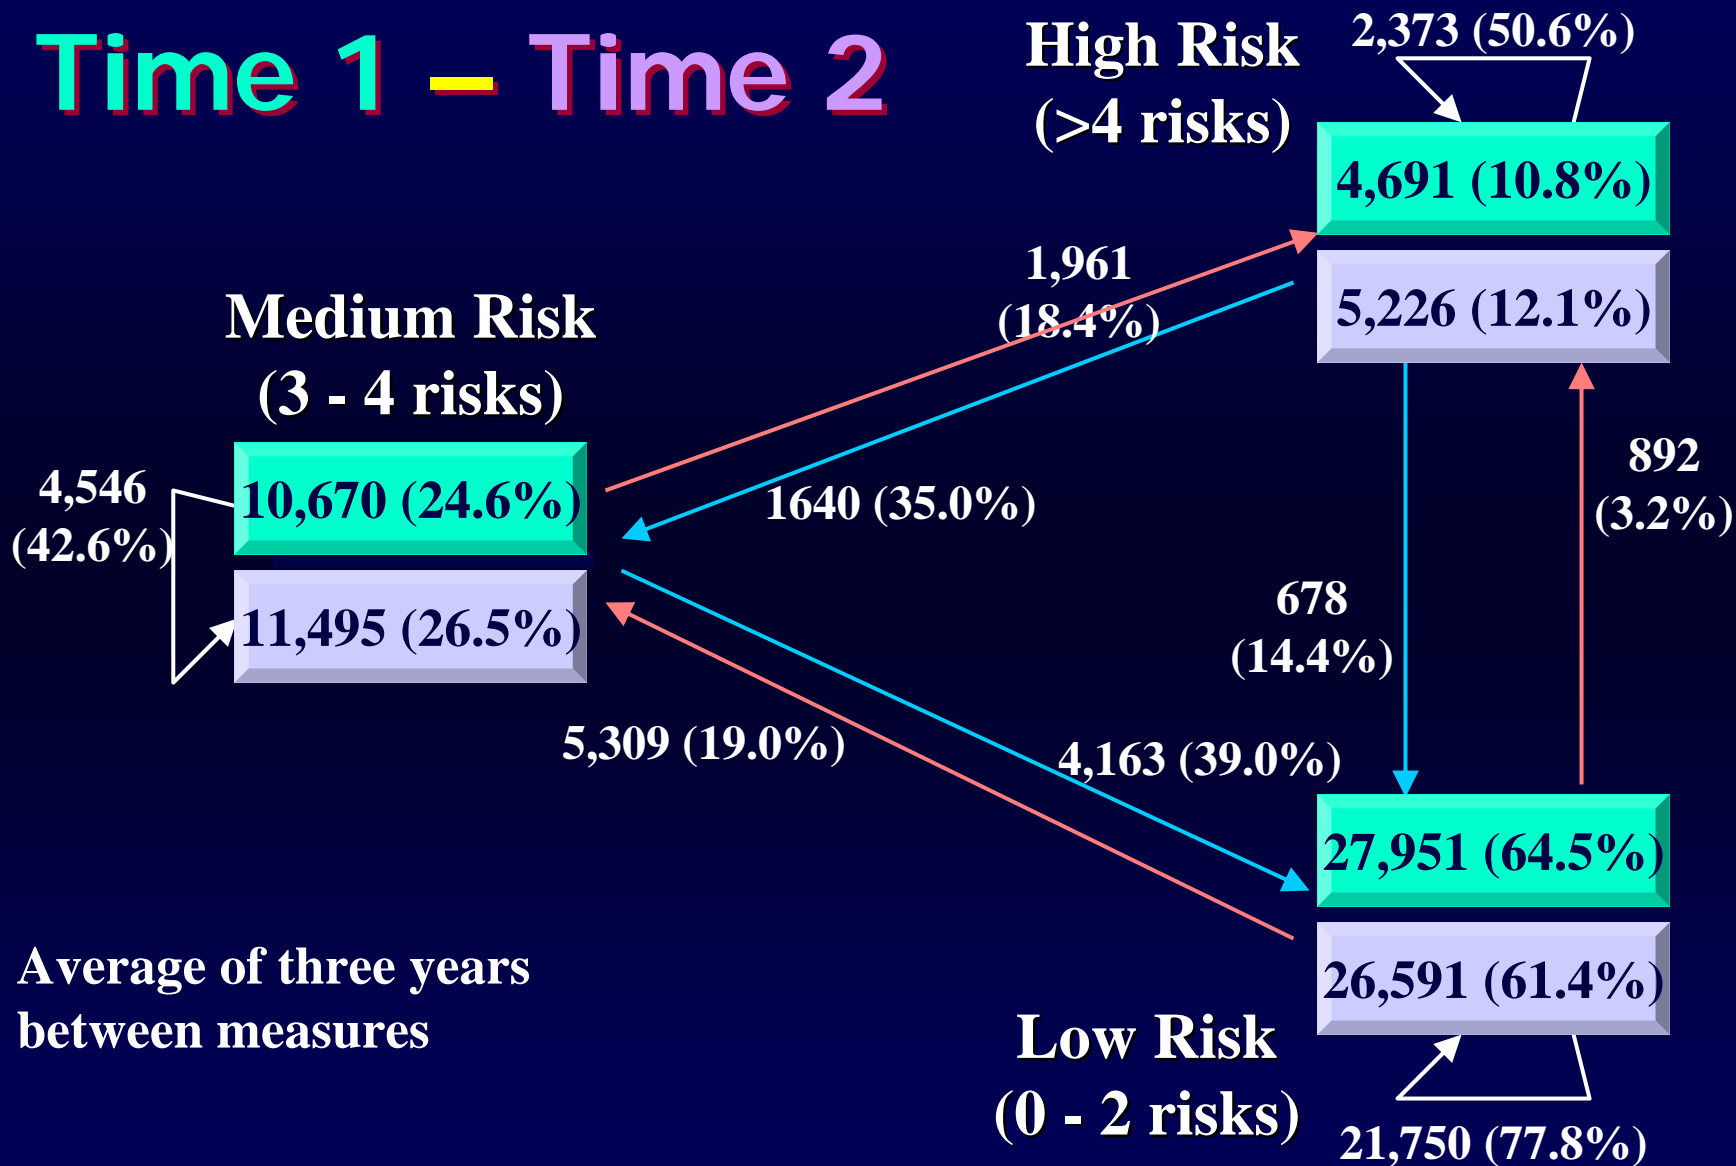 Time 1 – Time 2
High Risk
(>4 risks)
2,373 (50.6%)
4,691 (10.8%)
5,226 (12.1%)
1,961
(18.4%)
Medium Risk
(3 - 4 risks)
4,546
(42.6%)
10,670 (24.6%)
11,495 (26.5%)
1640 (35.0%)
892
(3.2%)
678
(14.4%)
5,309 (19.0%)
4,163 (39.0%)
27,951 (64.5%)
26,591 (61.4%)
Average of three years
between measures
Low Risk
(0 - 2 risks)
21,750 (77.8%)